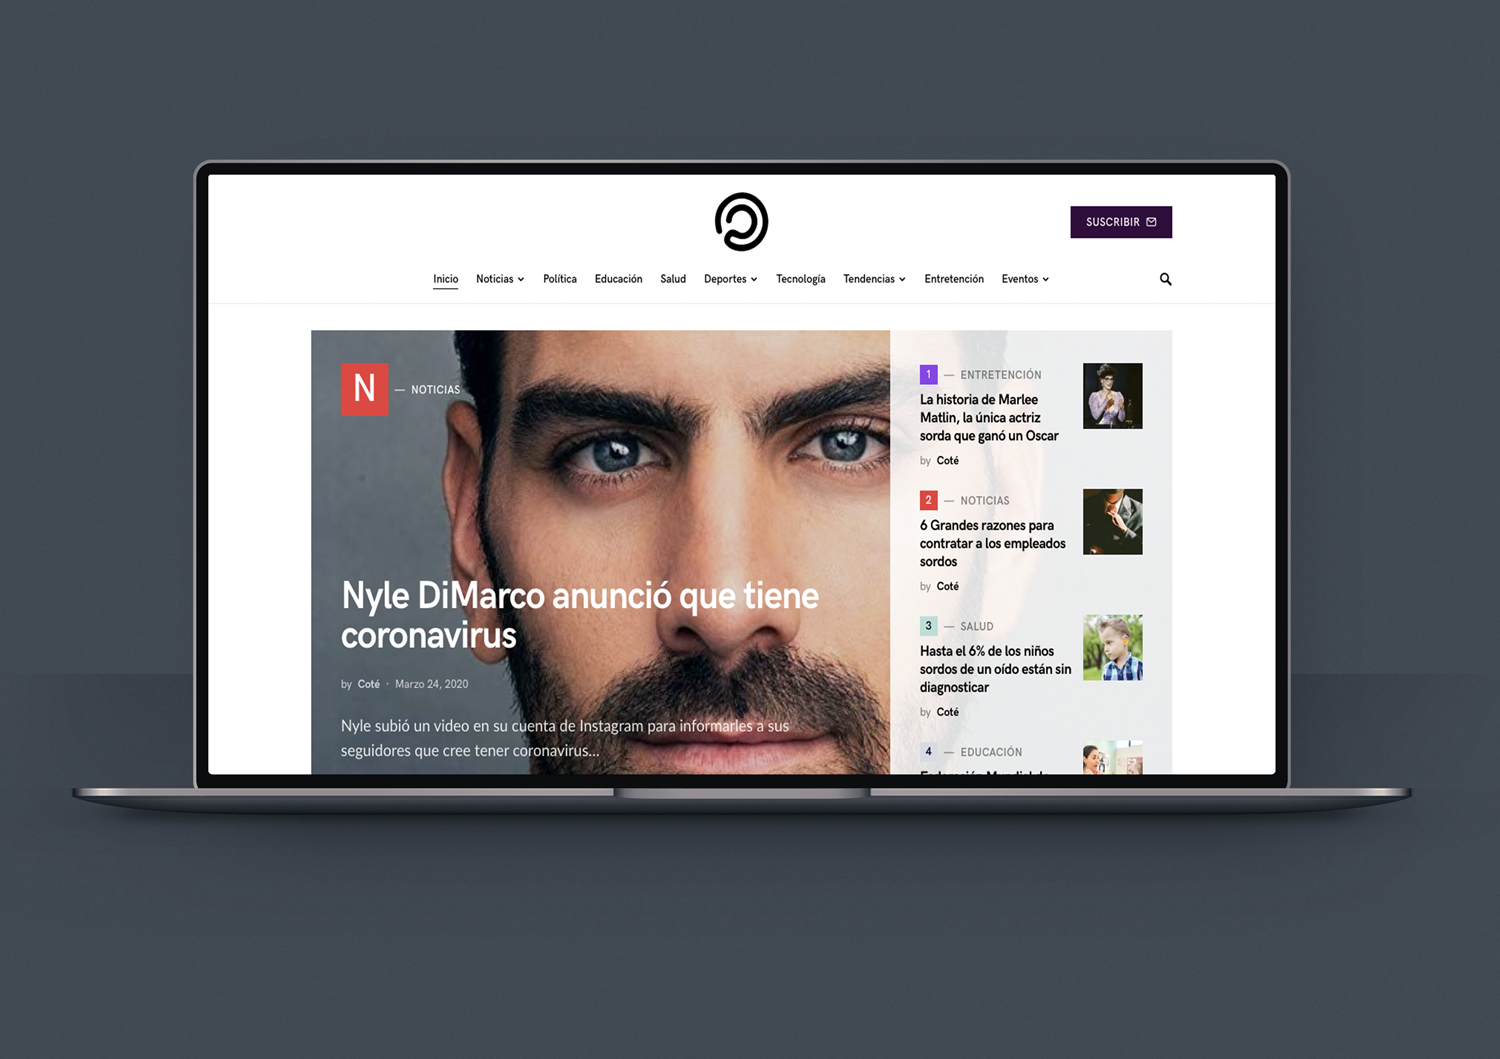 SUSCRIBIR
Inicio Noticias Política Educación Salud Deportes Tecnología Tendencias Entretención Eventos
N — NOTICIAS
Nyle DiMarco anunció que tiene
coronavirus
by Coté · Marzo 24, 2020
Nyle subió un video en su cuenta de Instagram para informarles a sus
seguidores que cree tener coronavirus...
1 — ENTRETENCIÓN
La historia de Marlee
Matlin, la única actriz
sorda que ganó un Oscar
by Coté
2 — NOTICIAS
6 Grandes razones para
contratar a los empleados
sordos
by Coté
3 — SALUD
Hasta el 6% de los niños
sordos de un oído están sin
diagnosticar
by Coté
4 — EDUCACIÓN